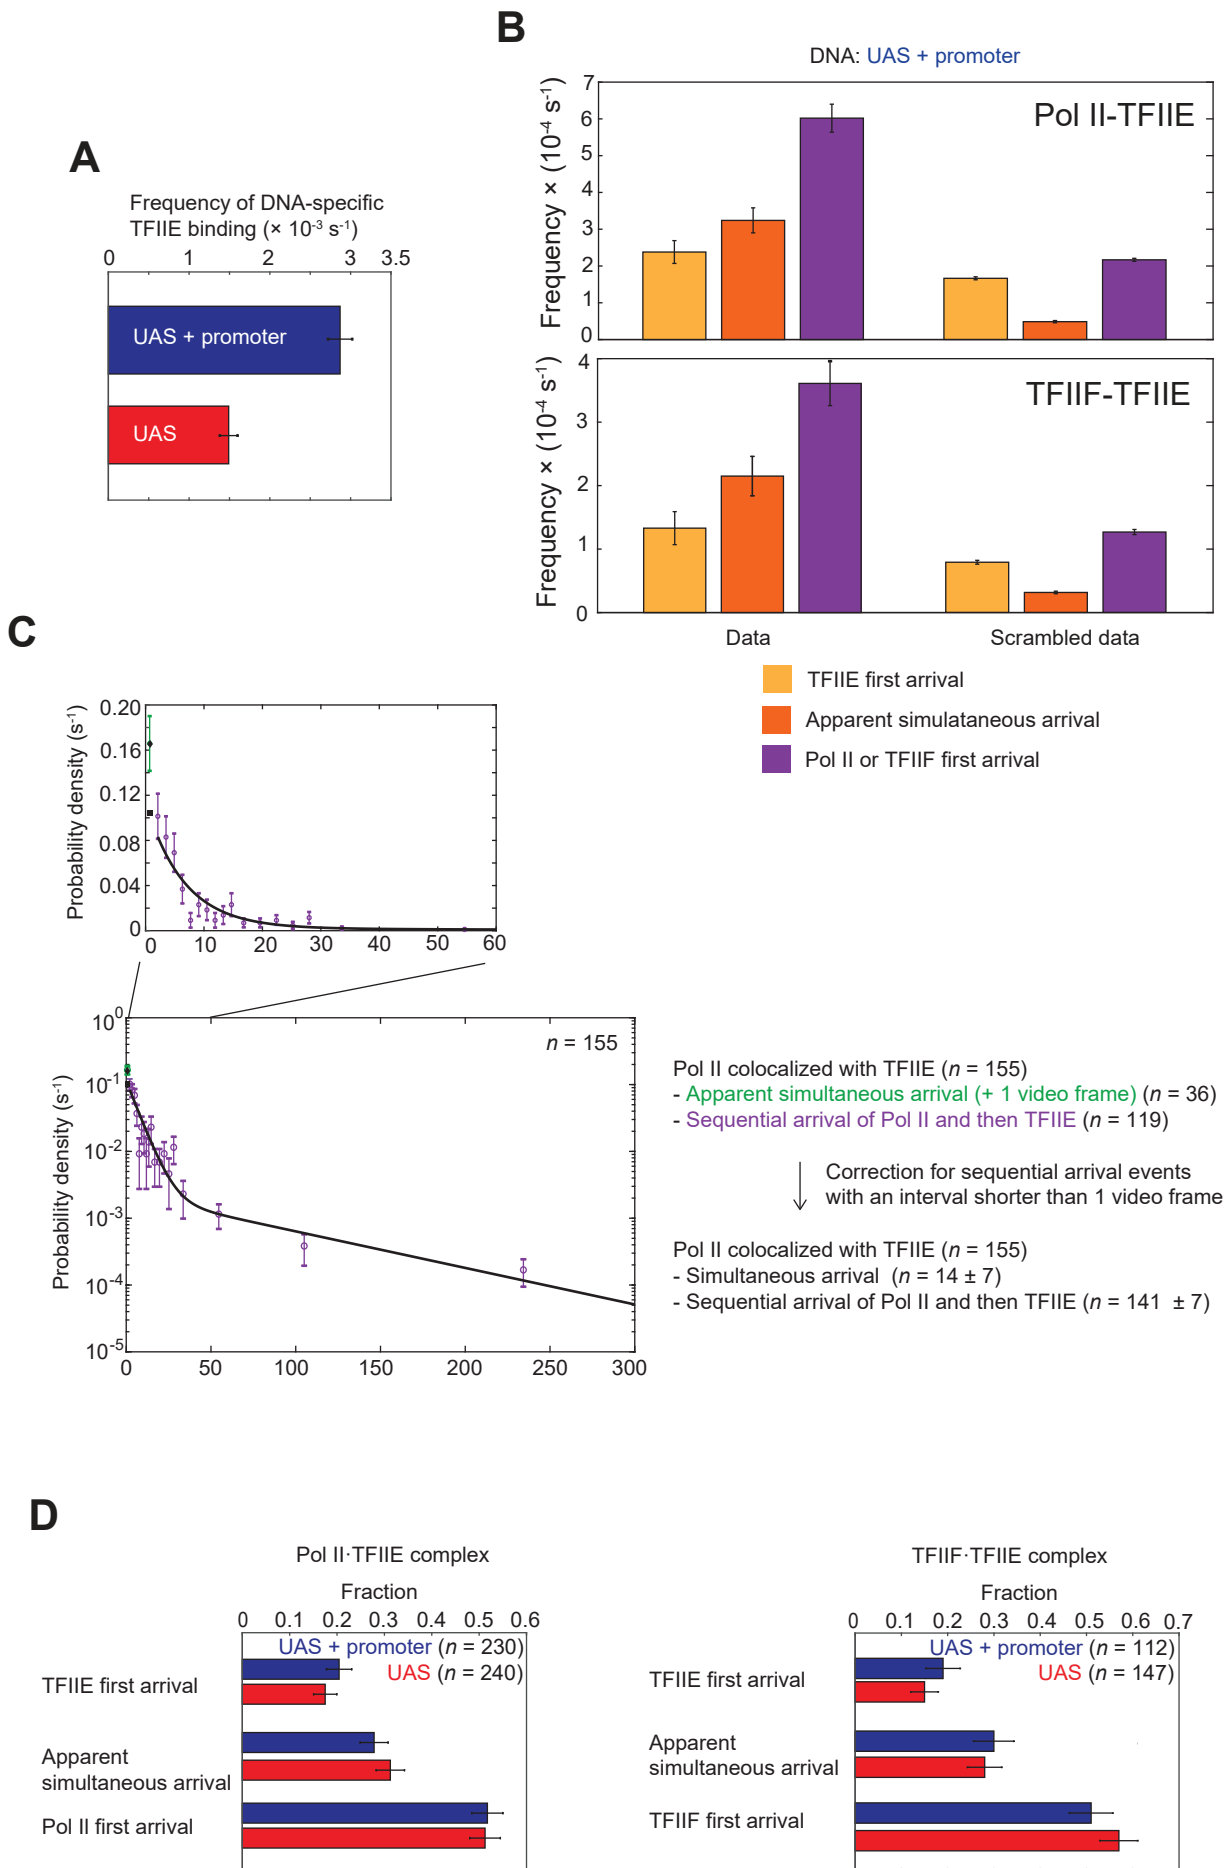 B
DNA: UAS + promoter
Pol II-TFIIE
Frequency × (10⁻⁴ s⁻¹)
7
6
5
4
3
2
1
0
A
Frequency of DNA-specific
TFIIE binding (× 10⁻³ s⁻¹)
0 1 2 3 3.5
UAS + promoter
UAS
TFIIF-TFIIE
Frequency × (10⁻⁴ s⁻¹)
4
3
2
1
0
Data Scrambled data
TFIIE first arrival
Apparent simulataneous arrival
Pol II or TFIIF first arrival
C
Probability density (s⁻¹)
0.20
0.16
0.12
0.08
0.04
0
0 10 20 30 40 50 60
Probability density (s⁻¹)
10⁰
10⁻¹
10⁻²
10⁻³
10⁻⁴
10⁻⁵
n = 155
0 50 100 150 200 250 300
Pol II colocalized with TFIIE (n = 155)
- Apparent simultaneous arrival (+ 1 video frame) (n = 36)
- Sequential arrival of Pol II and then TFIIE (n = 119)
Correction for sequential arrival events
with an interval shorter than 1 video frame
Pol II colocalized with TFIIE (n = 155)
- Simultaneous arrival (n = 14 ± 7)
- Sequential arrival of Pol II and then TFIIE (n = 141 ± 7)
D
Pol II·TFIIE complex
Fraction
0 0.1 0.2 0.3 0.4 0.5 0.6
UAS + promoter (n = 230)
UAS (n = 240)
TFIIE first arrival
Apparent
simultaneous arrival
Pol II first arrival
TFIIF·TFIIE complex
Fraction
0 0.1 0.2 0.3 0.4 0.5 0.6 0.7
UAS + promoter (n = 112)
UAS (n = 147)
TFIIE first arrival
Apparent
simultaneous arrival
TFIIF first arrival